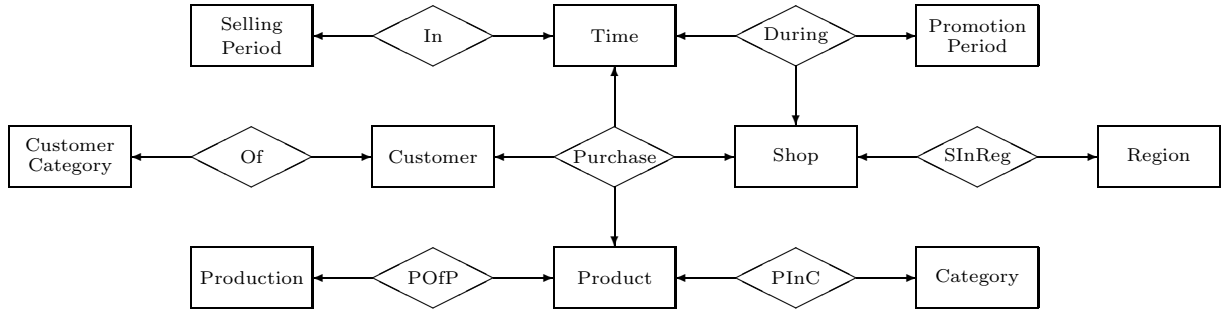 Selling
Period
In
Time
During
Promotion
Period
Customer
Category
Of
Customer
Purchase
Shop
SInReg
Region
Production
POfP
Product
PInC
Category